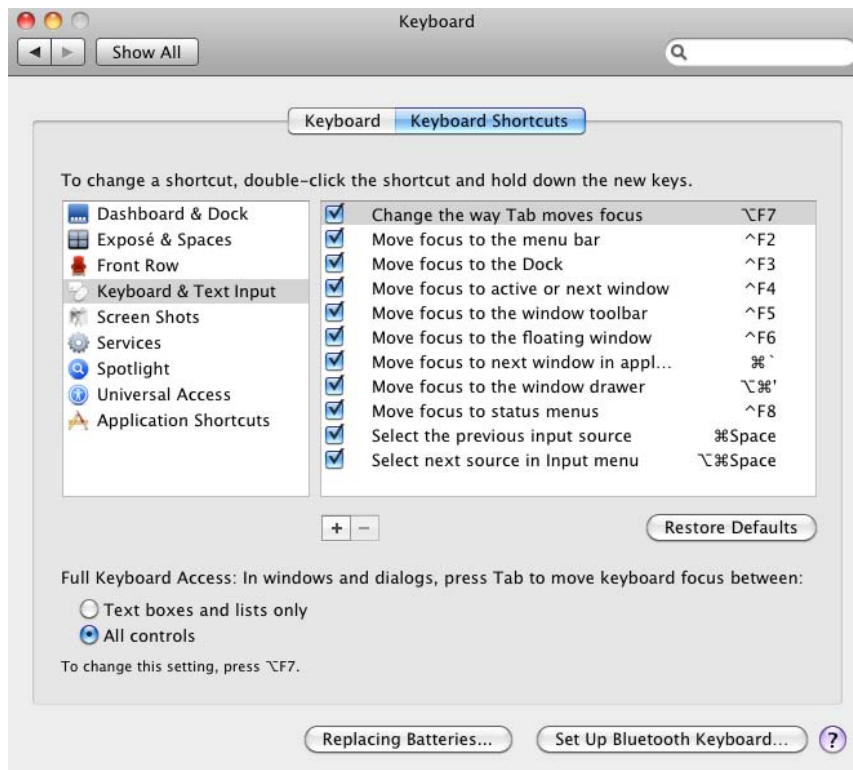 Keyboard
Show All
Keyboard Keyboard Shortcuts
To change a shortcut, double-click the shortcut and hold down the new keys.
Dashboard & Dock
Exposé & Spaces
Front Row
Keyboard & Text Input
Screen Shots
Services
Spotlight
Universal Access
Application Shortcuts
Change the way Tab moves focus ⌥F7
Move focus to the menu bar ^F2
Move focus to the Dock ^F3
Move focus to active or next window ^F4
Move focus to the window toolbar ^F5
Move focus to the floating window ^F6
Move focus to next window in appl... ⌘`
Move focus to the window drawer ⌥⌘'
Move focus to status menus ^F8
Select the previous input source ⌘Space
Select next source in Input menu ⌥⌘Space
+ −
Restore Defaults
Full Keyboard Access: In windows and dialogs, press Tab to move keyboard focus between:
Text boxes and lists only
All controls
To change this setting, press ⌥F7.
Replacing Batteries... Set Up Bluetooth Keyboard... ?